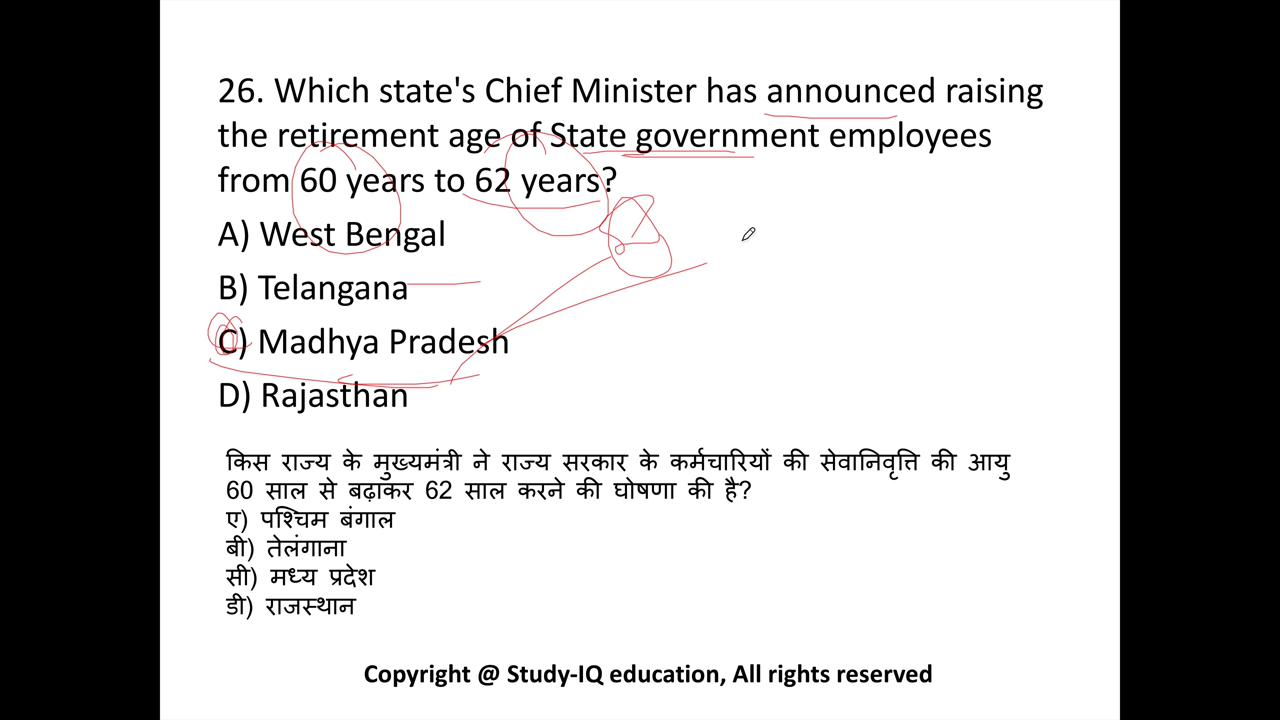 26. Which state's Chief Minister has announced raising
the retirement age of State government employees
from 60 years to 62 years?
A) West Bengal
B) Telangana
C) Madhya Pradesh
D) Rajasthan
किस राज्य के मुख्यमंत्री ने राज्य सरकार के कर्मचारियों की सेवानिवृत्ति की आयु
60 साल से बढ़ाकर 62 साल करने की घोषणा की है?
ए) पश्चिम बंगाल
बी) तेलंगाना
सी) मध्य प्रदेश
डी) राजस्थान
Copyright @ Study-IQ education, All rights reserved